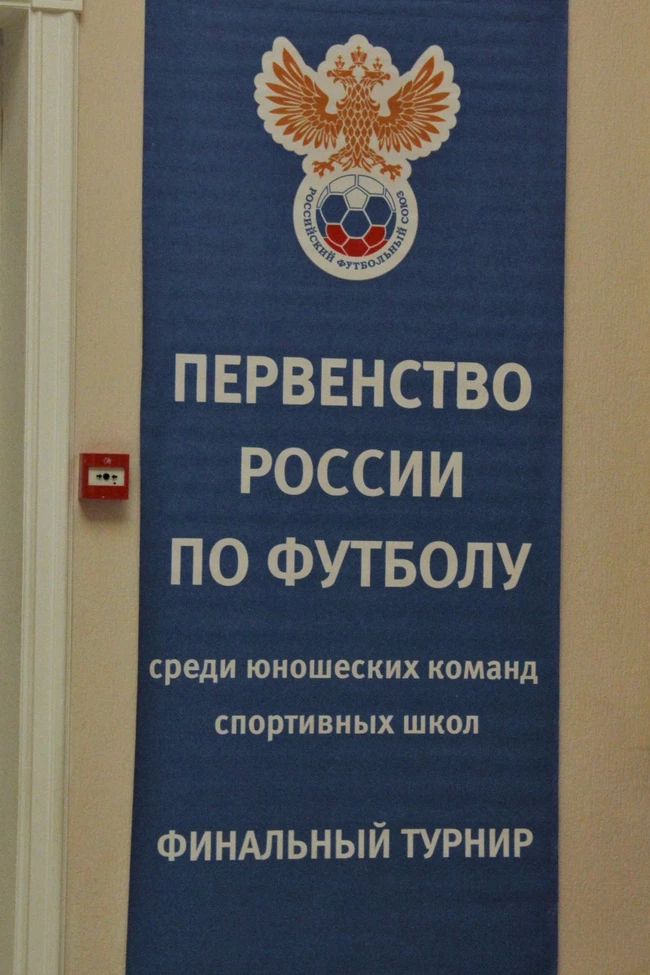 РОССИЙСКИЙ ФУТБОЛЬНЫЙ СОЮЗ
ПЕРВЕНСТВО
РОССИИ
ПО ФУТБОЛУ
среди юношеских команд
спортивных школ
ФИНАЛЬНЫЙ ТУРНИР